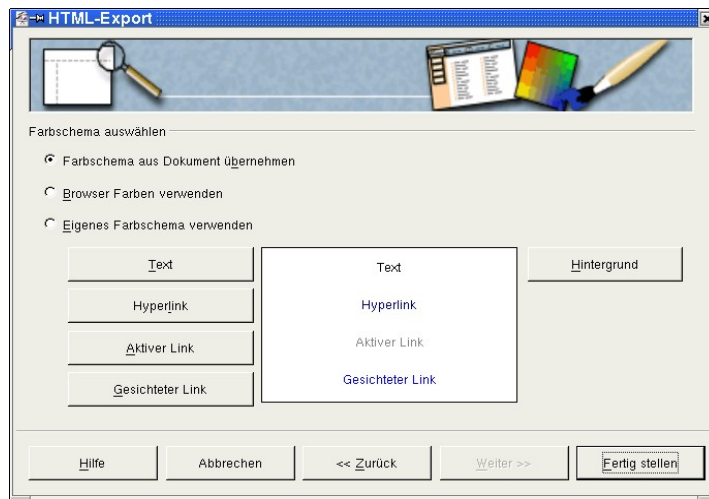 HTML-Export
Farbschema auswählen
Farbschema aus Dokument übernehmen
Browser Farben verwenden
Eigenes Farbschema verwenden
Text
Hyperlink
Aktiver Link
Gesichteter Link
Text
Hyperlink
Aktiver Link
Gesichteter Link
Hintergrund
Hilfe
Abbrechen
<< Zurück
Weiter >>
Fertig stellen